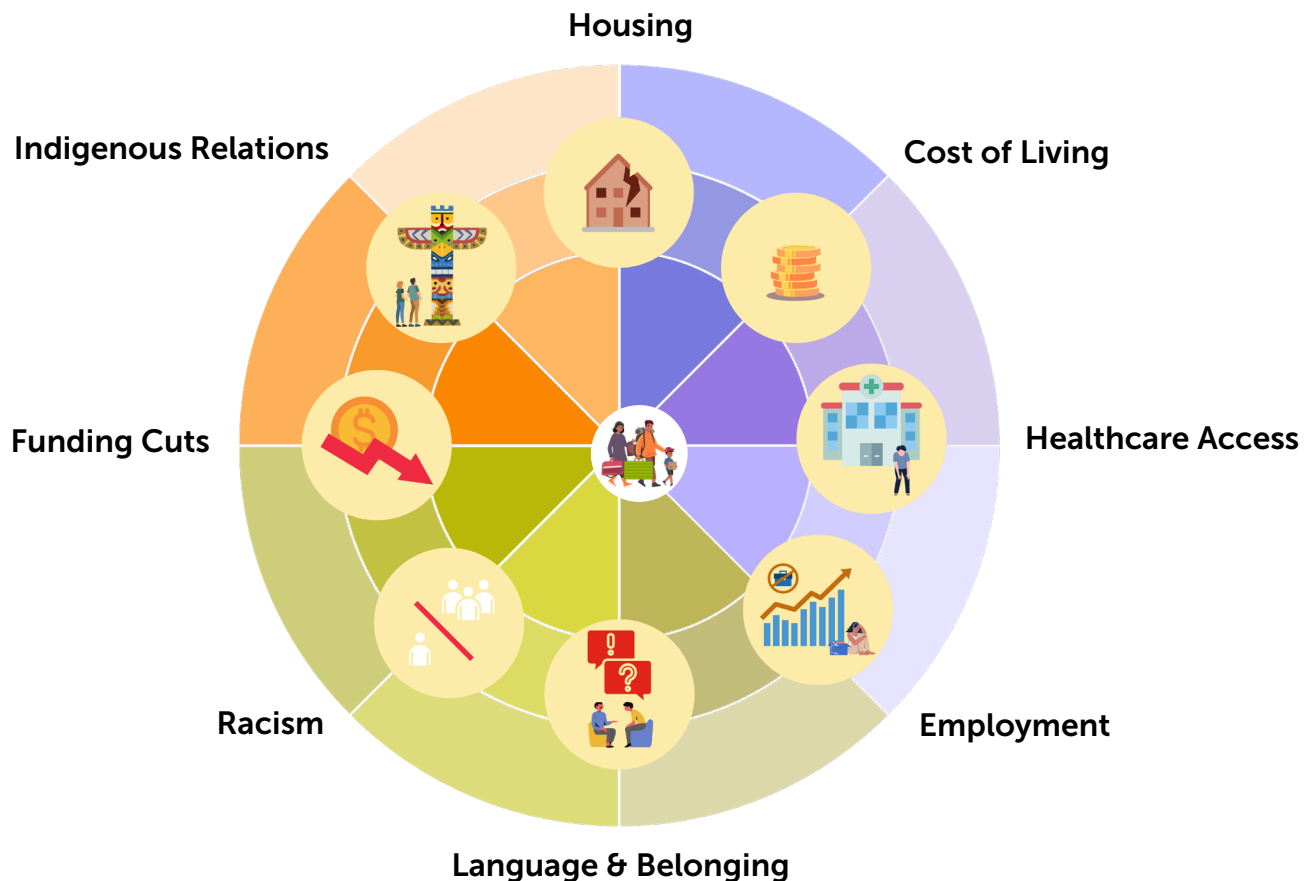 Housing
Indigenous Relations
Cost of Living
$
Funding Cuts
Healthcare Access
!
?
Racism
Employment
Language & Belonging